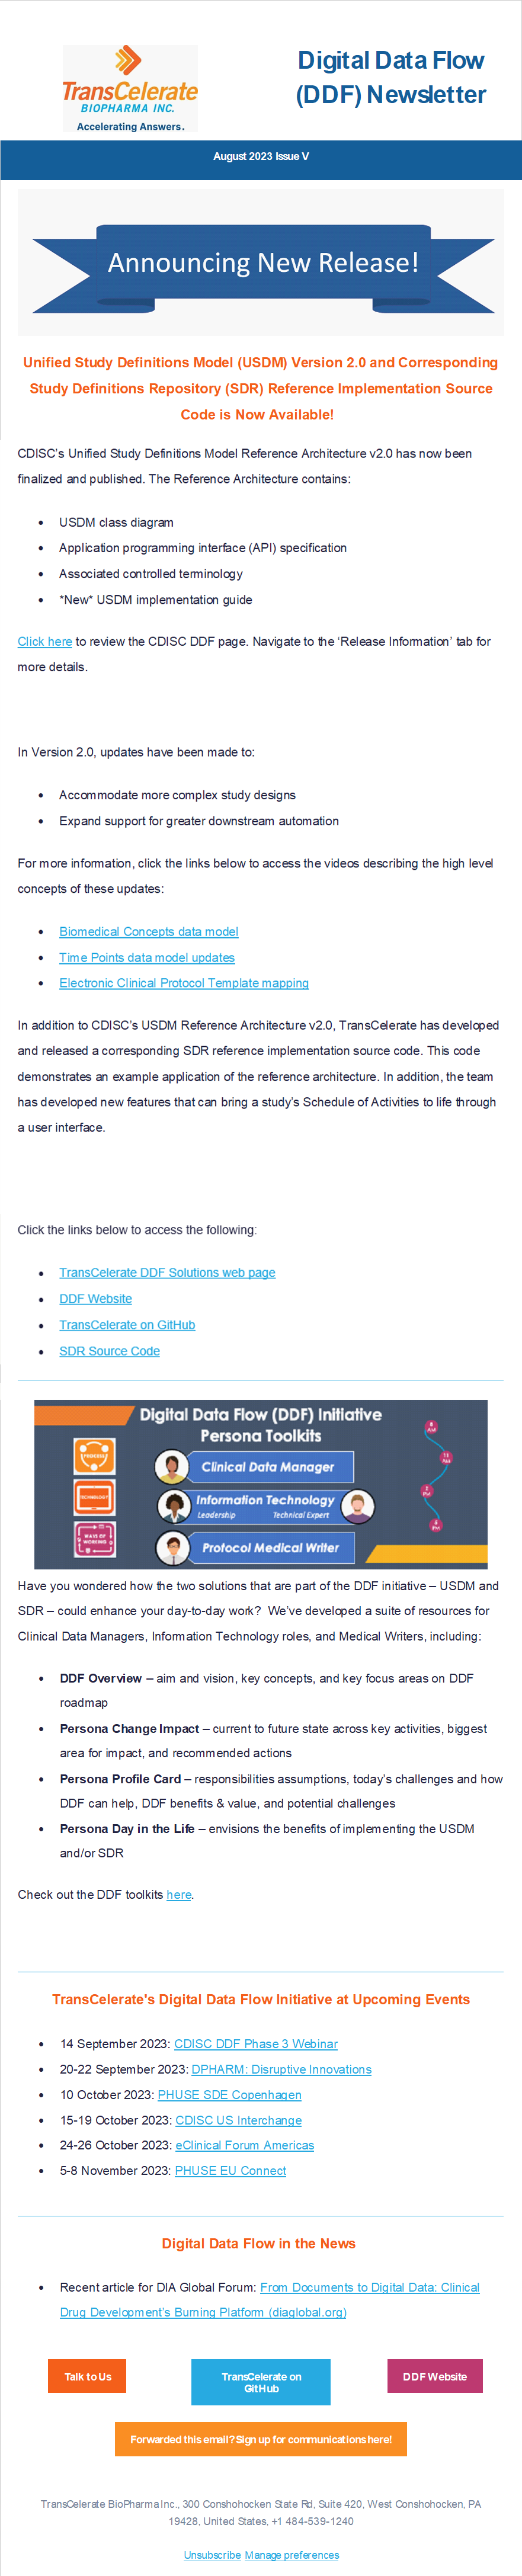 TransCelerate
BIOPHARMA INC.
Accelerating Answers.
Digital Data Flow
(DDF) Newsletter
August 2023 Issue V
Announcing New Release!
Unified Study Definitions Model (USDM) Version 2.0 and Corresponding
Study Definitions Repository (SDR) Reference Implementation Source
Code is Now Available!
CDISC's Unified Study Definitions Model Reference Architecture v2.0 has now been
finalized and published. The Reference Architecture contains:
• USDM class diagram
• Application programming interface (API) specification
• Associated controlled terminology
• *New* USDM implementation guide
Click here to review the CDISC DDF page. Navigate to the 'Release Information' tab for
more details.
In Version 2.0, updates have been made to:
• Accommodate more complex study designs
• Expand support for greater downstream automation
For more information, click the links below to access the videos describing the high level
concepts of these updates:
• Biomedical Concepts data model
• Time Points data model updates
• Electronic Clinical Protocol Template mapping
In addition to CDISC's USDM Reference Architecture v2.0, TransCelerate has developed
and released a corresponding SDR reference implementation source code. This code
demonstrates an example application of the reference architecture. In addition, the team
has developed new features that can bring a study's Schedule of Activities to life through
a user interface.
Click the links below to access the following:
• TransCelerate DDF Solutions web page
• DDF Website
• TransCelerate on GitHub
• SDR Source Code
Digital Data Flow (DDF) Initiative
Persona Toolkits
PROCESS
Clinical Data Manager
TECHNOLOGY
Information Technology
Leadership Technical Expert
WAYS OF
WORKING
Protocol Medical Writer
8
AM
PM
PM
Have you wondered how the two solutions that are part of the DDF initiative – USDM and
SDR – could enhance your day-to-day work? We've developed a suite of resources for
Clinical Data Managers, Information Technology roles, and Medical Writers, including:
• DDF Overview – aim and vision, key concepts, and key focus areas on DDF
roadmap
• Persona Change Impact – current to future state across key activities, biggest
area for impact, and recommended actions
• Persona Profile Card – responsibilities assumptions, today's challenges and how
DDF can help, DDF benefits & value, and potential challenges
• Persona Day in the Life – envisions the benefits of implementing the USDM
and/or SDR
Check out the DDF toolkits here.
TransCelerate's Digital Data Flow Initiative at Upcoming Events
• 14 September 2023: CDISC DDF Phase 3 Webinar
• 20-22 September 2023: DPHARM: Disruptive Innovations
• 10 October 2023: PHUSE SDE Copenhagen
• 15-19 October 2023: CDISC US Interchange
• 24-26 October 2023: eClinical Forum Americas
• 5-8 November 2023: PHUSE EU Connect
Digital Data Flow in the News
• Recent article for DIA Global Forum: From Documents to Digital Data: Clinical
Drug Development's Burning Platform (diaglobal.org)
Talk to Us
TransCelerate on
GitHub
DDF Website
Forwarded this email? Sign up for communications here!
TransCelerate BioPharma Inc., 300 Conshohocken State Rd, Suite 420, West Conshohocken, PA
19428, United States, +1 484-539-1240
Unsubscribe Manage preferences